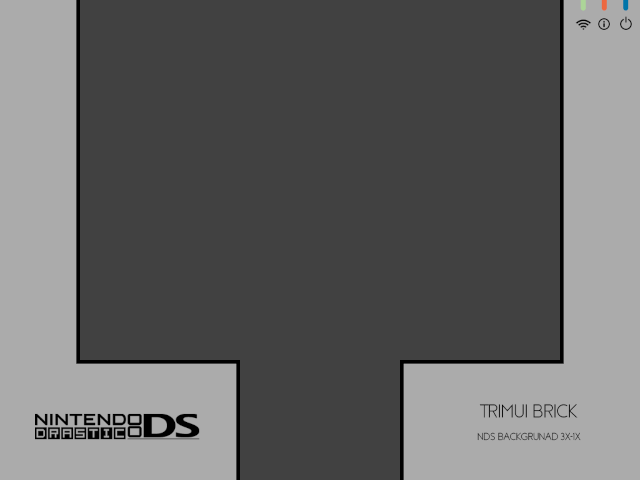 NINTENDO DS
DRASTIC
TRIMUI BRICK
NDS BACKGRUNAD 3X-1X